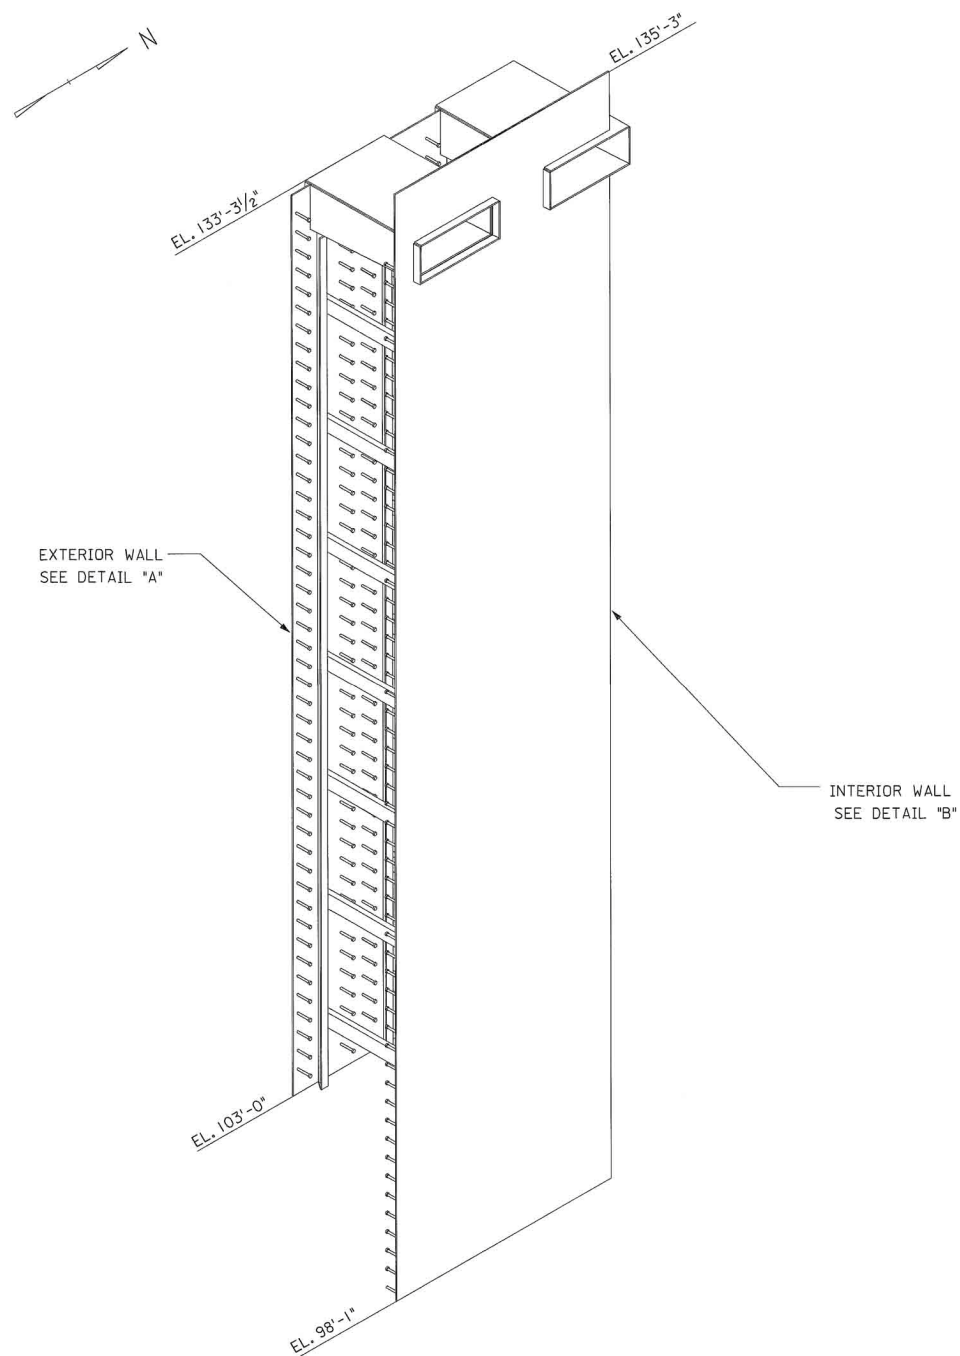 N
EL. 135'-3"
EL. 133'-3½"
EXTERIOR WALL
SEE DETAIL "A"
INTERIOR WALL
SEE DETAIL "B"
EL. 103'-0"
EL. 98'-1"